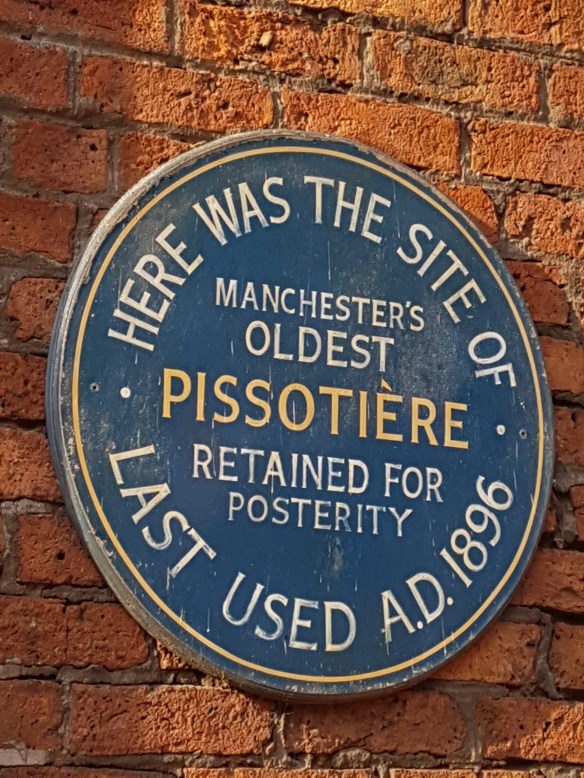 HERE WAS THE SITE OF
MANCHESTER'S
OLDEST
PISSOTIÈRE
RETAINED FOR
POSTERITY
LAST USED A.D. 1896